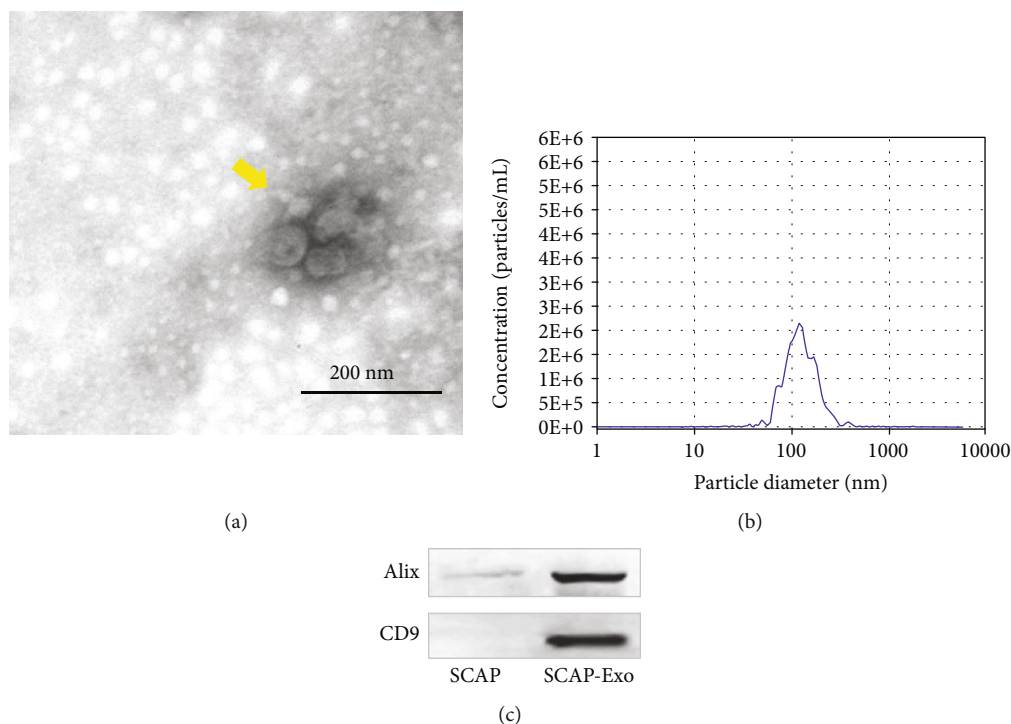 200 nm
(a)
Concentration (particles/mL)
6E+6
6E+6
5E+6
5E+6
4E+6
4E+6
3E+6
3E+6
2E+6
2E+6
1E+6
5E+5
0E+0
1 10 100 1000 10000
Particle diameter (nm)
(b)
Alix
CD9
SCAP SCAP-Exo
(c)